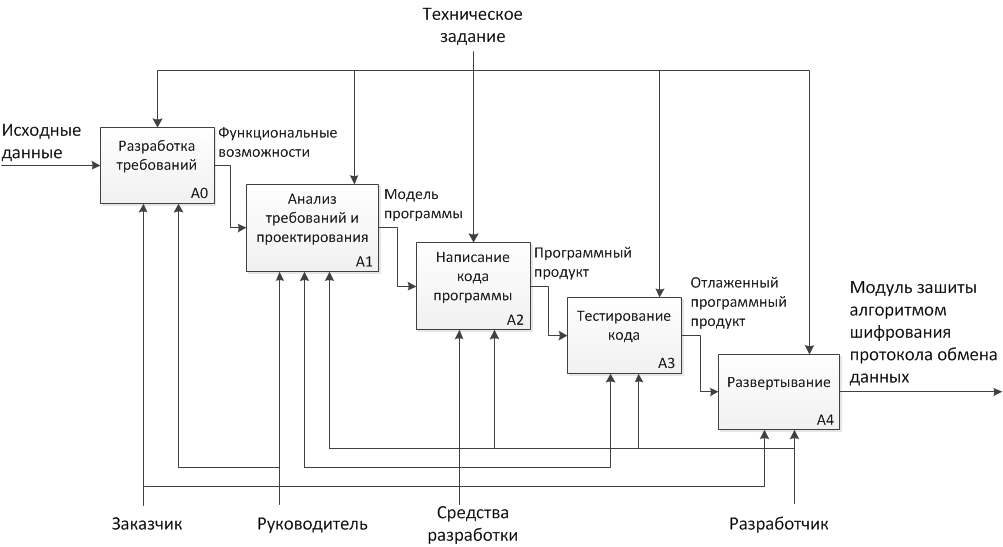 Техническое
задание
Исходные
данные
Разработка
требований
A0
Функциональные
возможности
Анализ
требований и
проектирования
A1
Модель
программы
Написание
кода
программы
A2
Программный
продукт
Тестирование
кода
A3
Отлаженный
программный
продукт
Развертывание
A4
Модуль зашиты
алгоритмом
шифрования
протокола обмена
данных
Заказчик
Руководитель
Средства
разработки
Разработчик